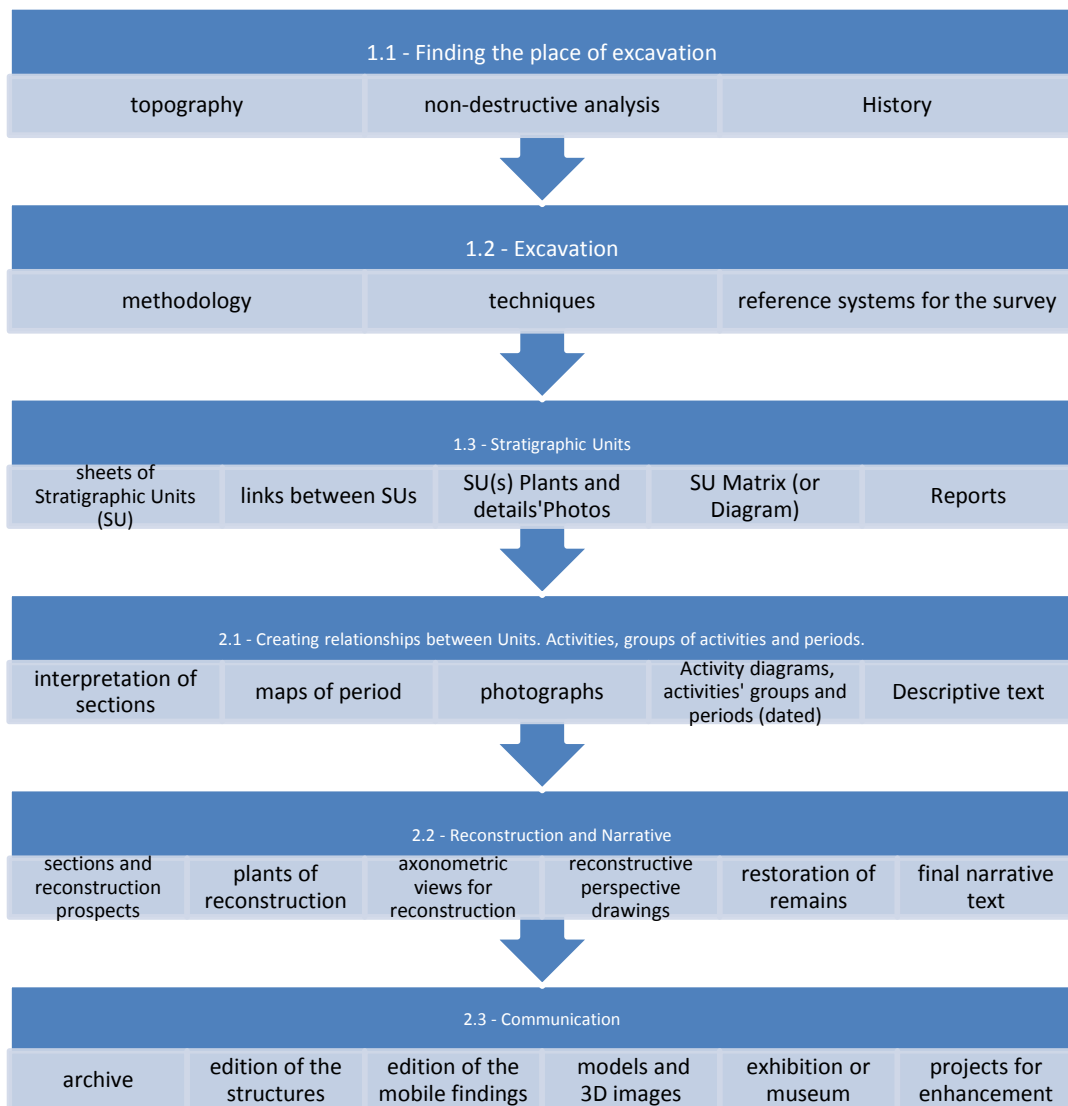 1.1 - Finding the place of excavation
topography
non-destructive analysis
History
1.2 - Excavation
methodology
techniques
reference systems for the survey
1.3 - Stratigraphic Units
sheets of
Stratigraphic Units
(SU)
links between SUs
SU(s) Plants and
details'Photos
SU Matrix (or
Diagram)
Reports
2.1 - Creating relationships between Units. Activities, groups of activities and periods.
interpretation of
sections
maps of period
photographs
Activity diagrams,
activities' groups and
periods (dated)
Descriptive text
2.2 - Reconstruction and Narrative
sections and
reconstruction
prospects
plants of
reconstruction
axonometric
views for
reconstruction
reconstructive
perspective
drawings
restoration of
remains
final narrative
text
2.3 - Communication
archive
edition of the
structures
edition of the
mobile findings
models and
3D images
exhibition or
museum
projects for
enhancement